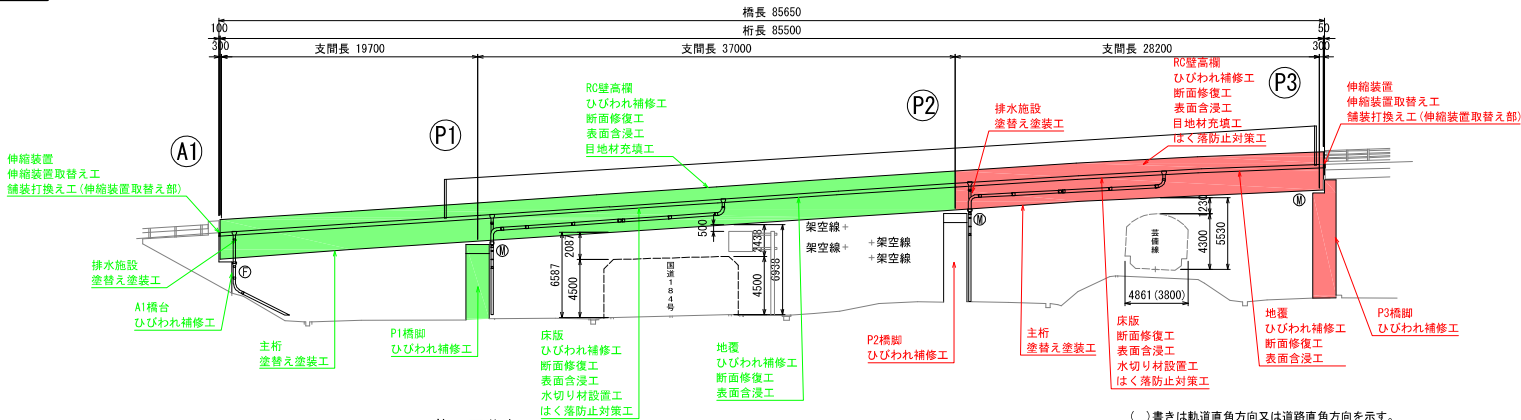 橋長 85650
100
桁長 85500
50
300
支間長 19700
支間長 37000
支間長 28200
300
A1
P1
P2
P3
RC壁高欄
ひびわれ補修工
断面修復工
表面含浸工
目地材充填工
排水施設
塗替え塗装工
RC壁高欄
ひびわれ補修工
断面修復工
表面含浸工
目地材充填工
はく落防止対策工
伸縮装置
伸縮装置取替え工
舗装打換え工(伸縮装置取替え部)
伸縮装置
伸縮装置取替え工
舗装打換え工(伸縮装置取替え部)
排水施設
塗替え塗装工
F
A1橋台
ひびわれ補修工
主桁
塗替え塗装工
P1橋脚
ひびわれ補修工
M
6587
2087
4500
国道184号
500
2438
4500
6938
架空線
架空線
架空線
架空線
床版
ひびわれ補修工
断面修復工
表面含浸工
水切り材設置工
はく落防止対策工
地覆
ひびわれ補修工
断面修復工
表面含浸工
P2橋脚
ひびわれ補修工
M
主桁
塗替え塗装工
芸備線
4861(3800)
1230
4300
5530
M
床版
断面修復工
表面含浸工
水切り材設置工
はく落防止対策工
地覆
ひびわれ補修工
断面修復工
表面含浸工
P3橋脚
ひびわれ補修工
( )書きは軌道直角方向又は道路直角方向を示す。